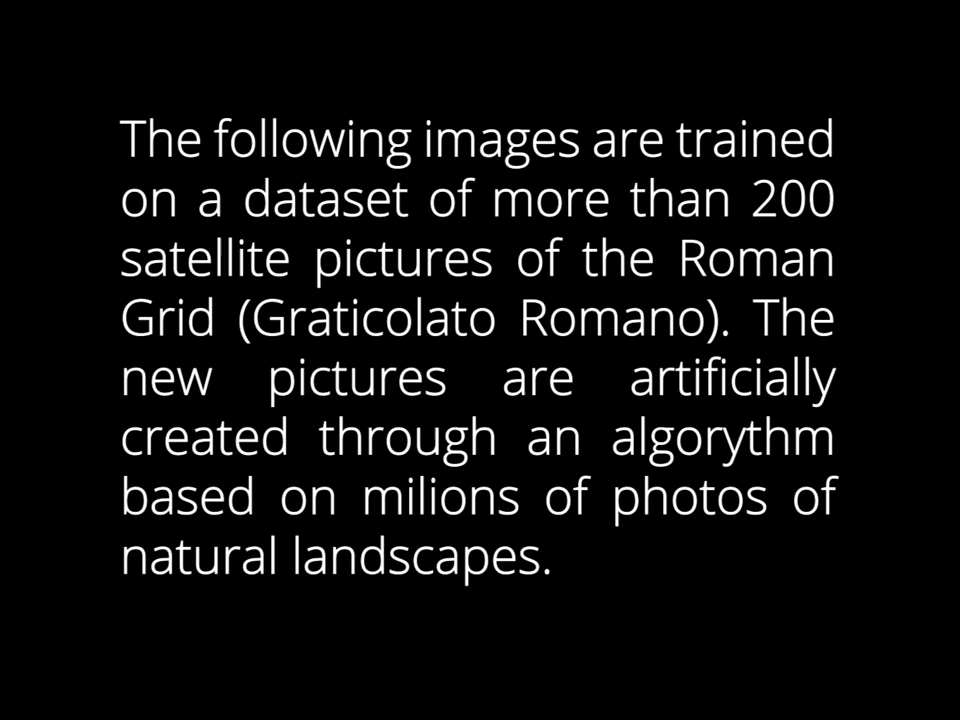 The following images are trained
on a dataset of more than 200
satellite pictures of the Roman
Grid (Graticolato Romano). The
new pictures are artificially
created through an algorythm
based on milions of photos of
natural landscapes.